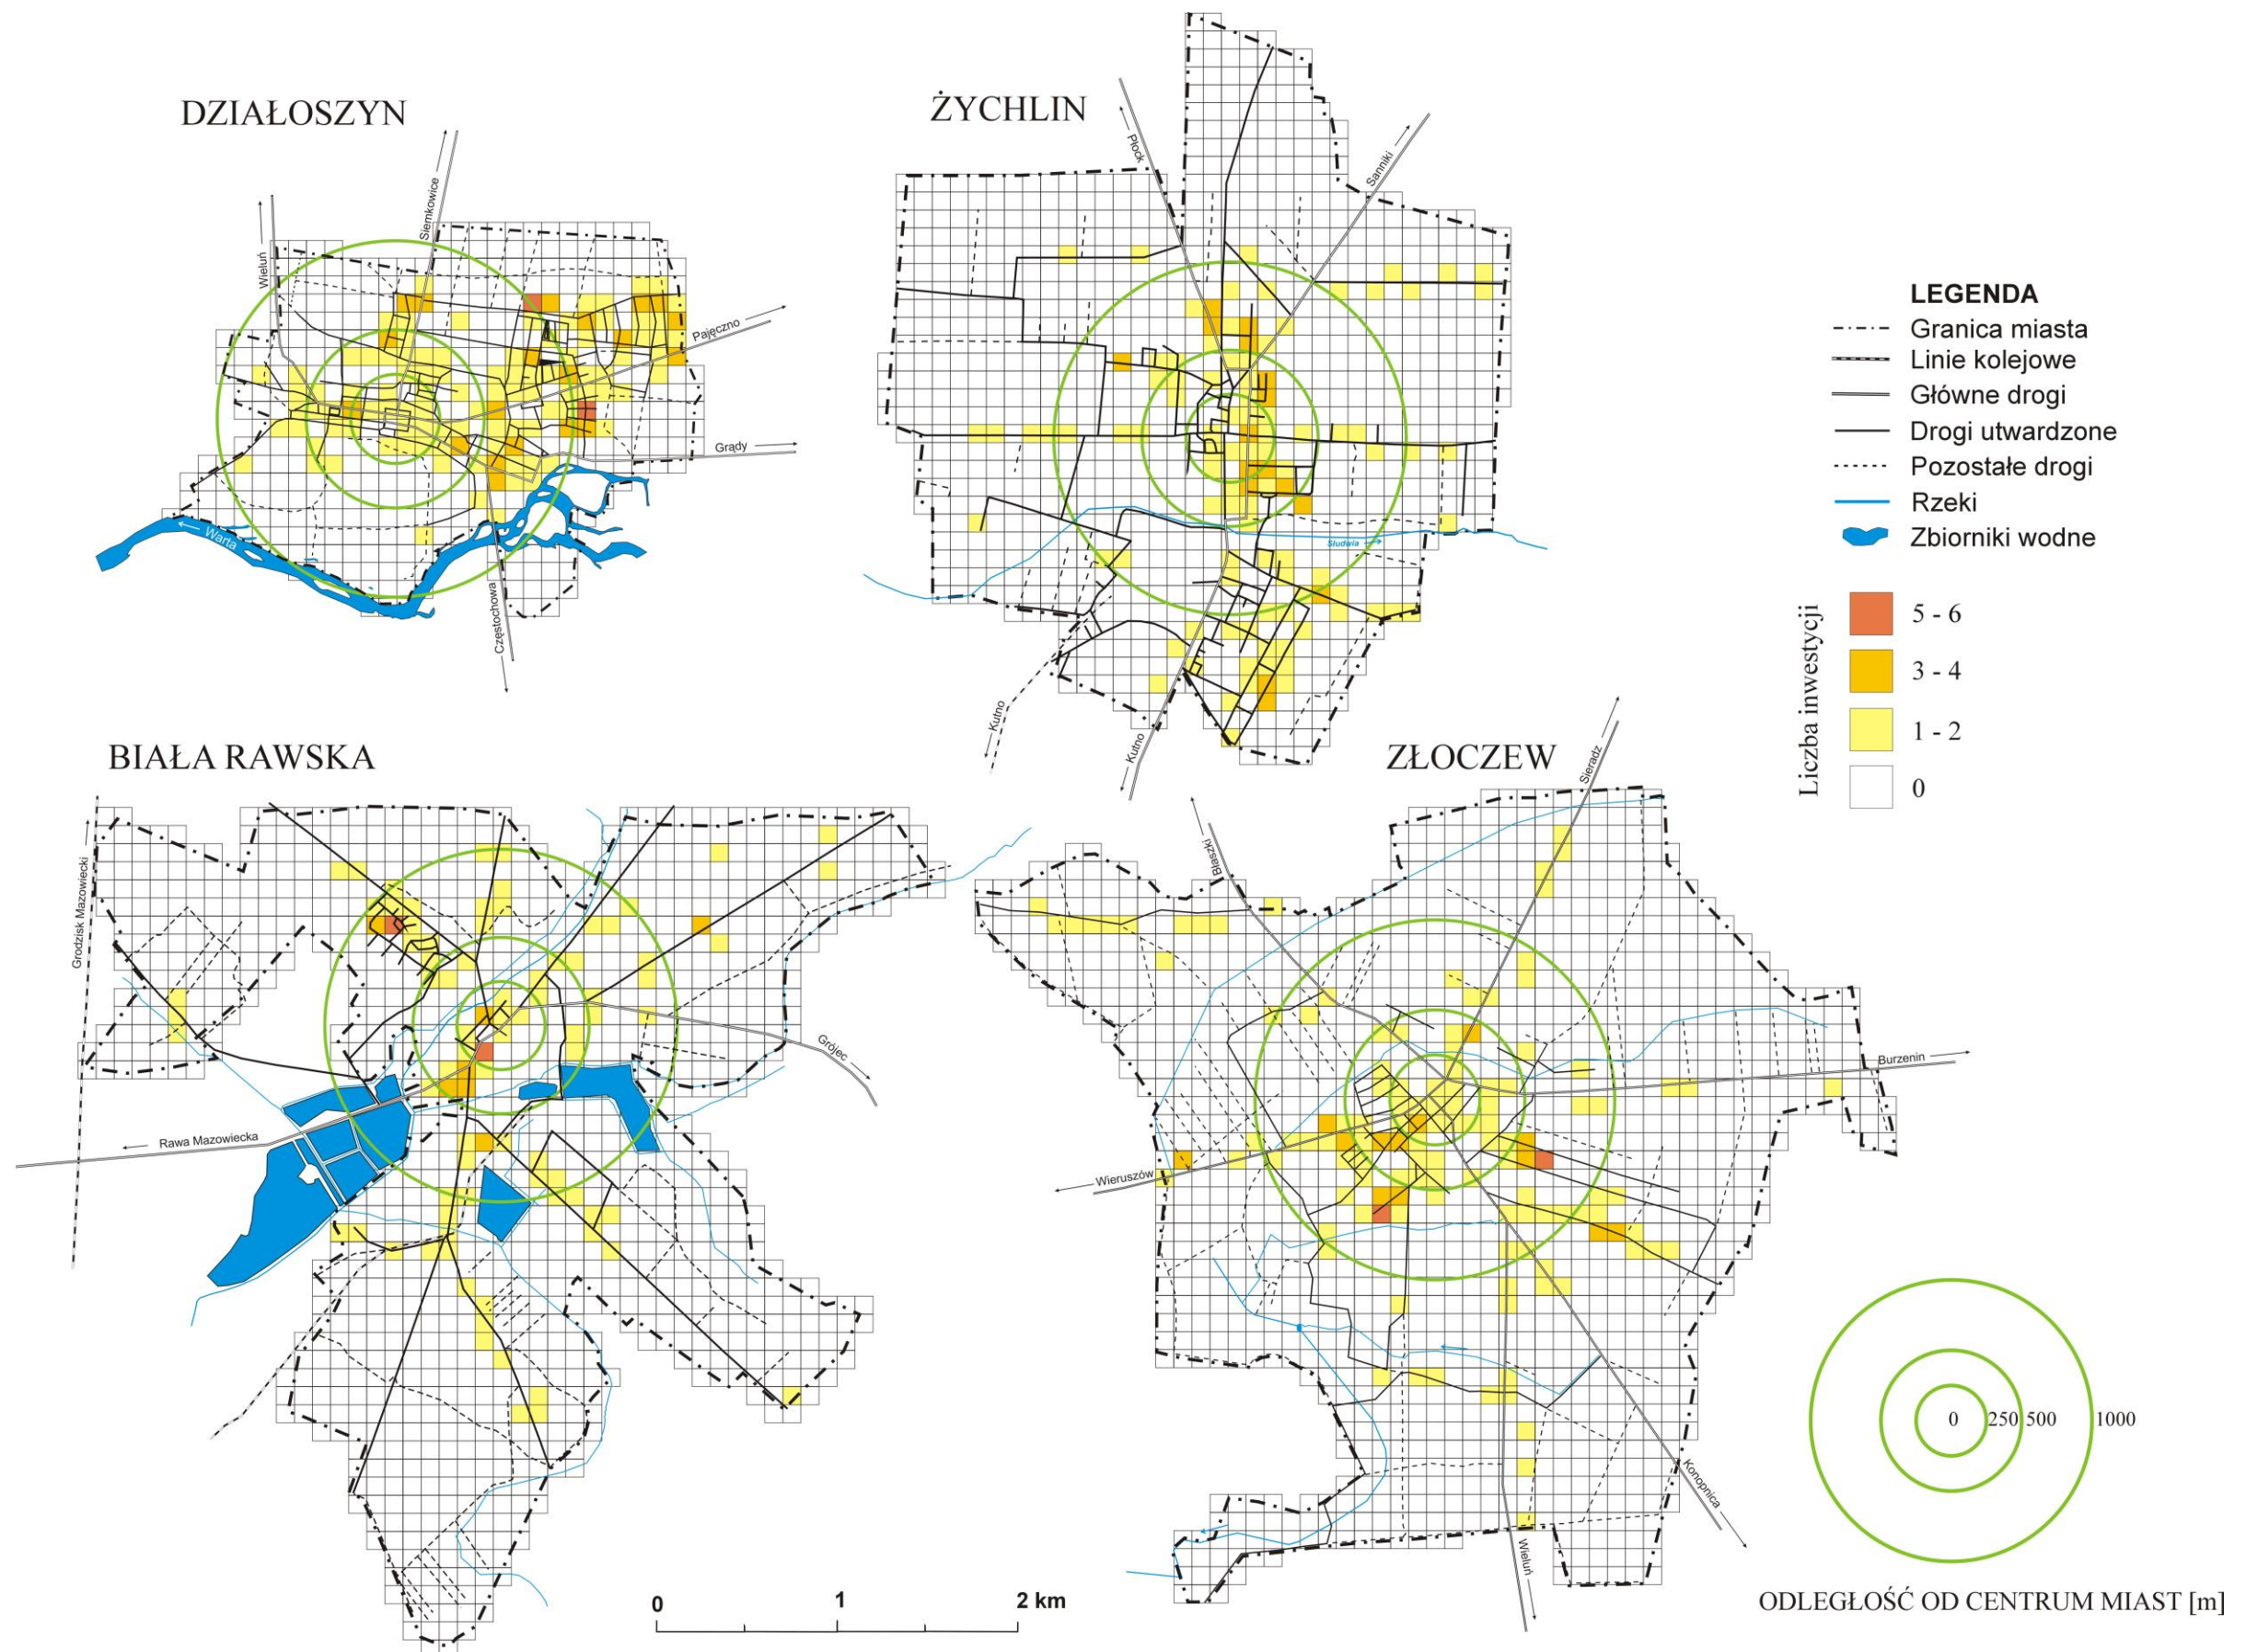 DZIAŁOSZYN
Wieluń
Siemkowice
Pajęczno
Grądy
Częstochowa
Warta
ŻYCHLIN
Płock
Sanniki
Słudwia
Kutno
Kutno
LEGENDA
Granica miasta
Linie kolejowe
Główne drogi
Drogi utwardzone
Pozostałe drogi
Rzeki
Zbiorniki wodne
Liczba inwestycji
5 - 6
3 - 4
1 - 2
0
BIAŁA RAWSKA
Grodzisk Mazowiecki
Grójec
Rawa Mazowiecka
ZŁOCZEW
Sieradz
Błaszki
Burzenin
Wieruszów
Konopnica
Wieluń
0 1 2 km
0 250 500 1000
ODLEGŁOŚĆ OD CENTRUM MIAST [m]